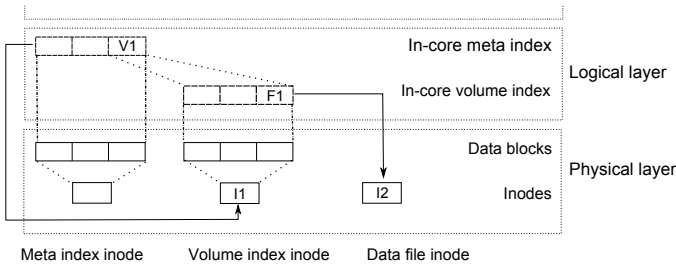 V1
In-core meta index
Logical layer
In-core volume index
F1
Data blocks
Physical layer
I1
I2
Inodes
Meta index inode
Volume index inode
Data file inode